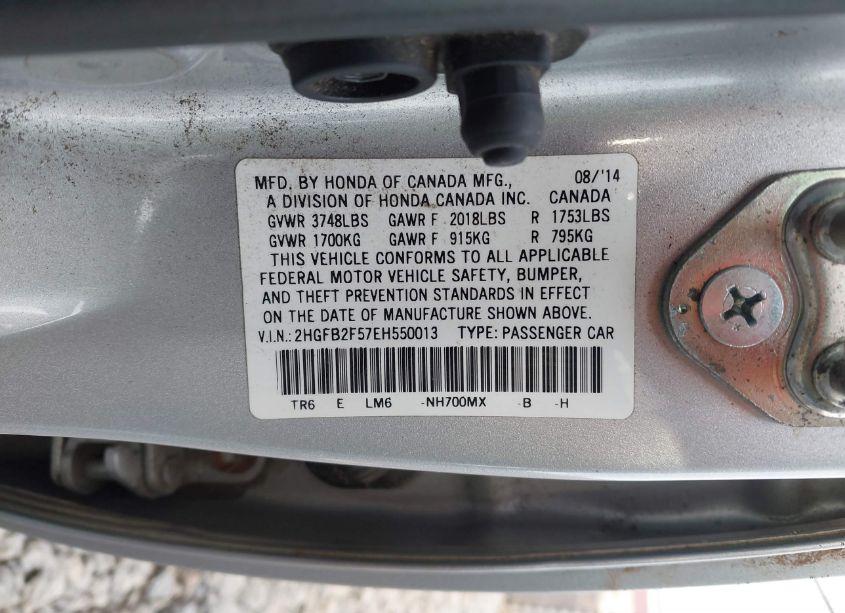 MFD. BY HONDA OF CANADA MFG., 08/'14
A DIVISION OF HONDA CANADA INC. CANADA
GVWR 3748LBS GAWR F 2018LBS R 1753LBS
GVWR 1700KG GAWR F 915KG R 795KG
THIS VEHICLE CONFORMS TO ALL APPLICABLE
FEDERAL MOTOR VEHICLE SAFETY, BUMPER,
AND THEFT PREVENTION STANDARDS IN EFFECT
ON THE DATE OF MANUFACTURE SHOWN ABOVE.
V.I.N.: 2HGFB2F57EH550013 TYPE: PASSENGER CAR
TR6 E LM6 -NH700MX -B -H